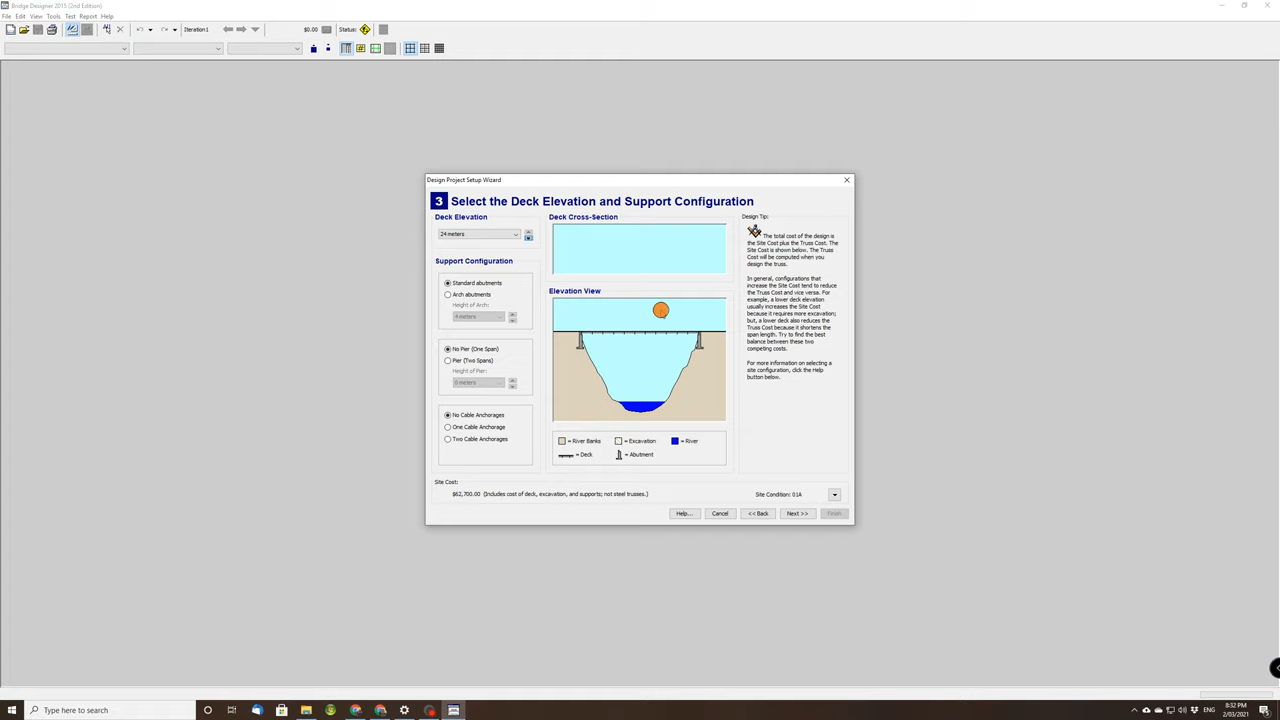 Bridge Designer 2015 (2nd Edition)
File Edit View Tools Test Report Help
Iteration1 $0.00 Status:
Design Project Setup Wizard
3 Select the Deck Elevation and Support Configuration
Deck Elevation
24 meters
Support Configuration
Standard abutments
Arch abutments
Height of Arch:
4 meters
No Pier (One Span)
Pier (Two Spans)
Height of Pier:
0 meters
No Cable Anchorages
One Cable Anchorage
Two Cable Anchorages
Deck Cross-Section
Elevation View
= River Banks = Excavation = River
= Deck = Abutment
Design Tip:
The total cost of the design is
the Site Cost plus the Truss Cost. The
Site Cost is shown below. The
Truss Cost will be computed when you
design the truss.
In general, configurations that
increase the Site Cost tend to reduce
the Truss Cost and vice versa. For
example, a lower deck elevation
usually increases the Site Cost
because it requires more excavation;
but, a lower deck also reduces the
Truss Cost because it shortens the
span length. Try to find the best
balance between these two
competing costs.
For more information on selecting a
site configuration, click the Help
button below.
Site Cost:
$62,700.00 (Includes cost of deck, excavation, and supports; not steel trusses.)
Site Condition: 01A
Help... Cancel << Back Next >> Finish
Type here to search
ENG
8:32 PM
2/03/2021